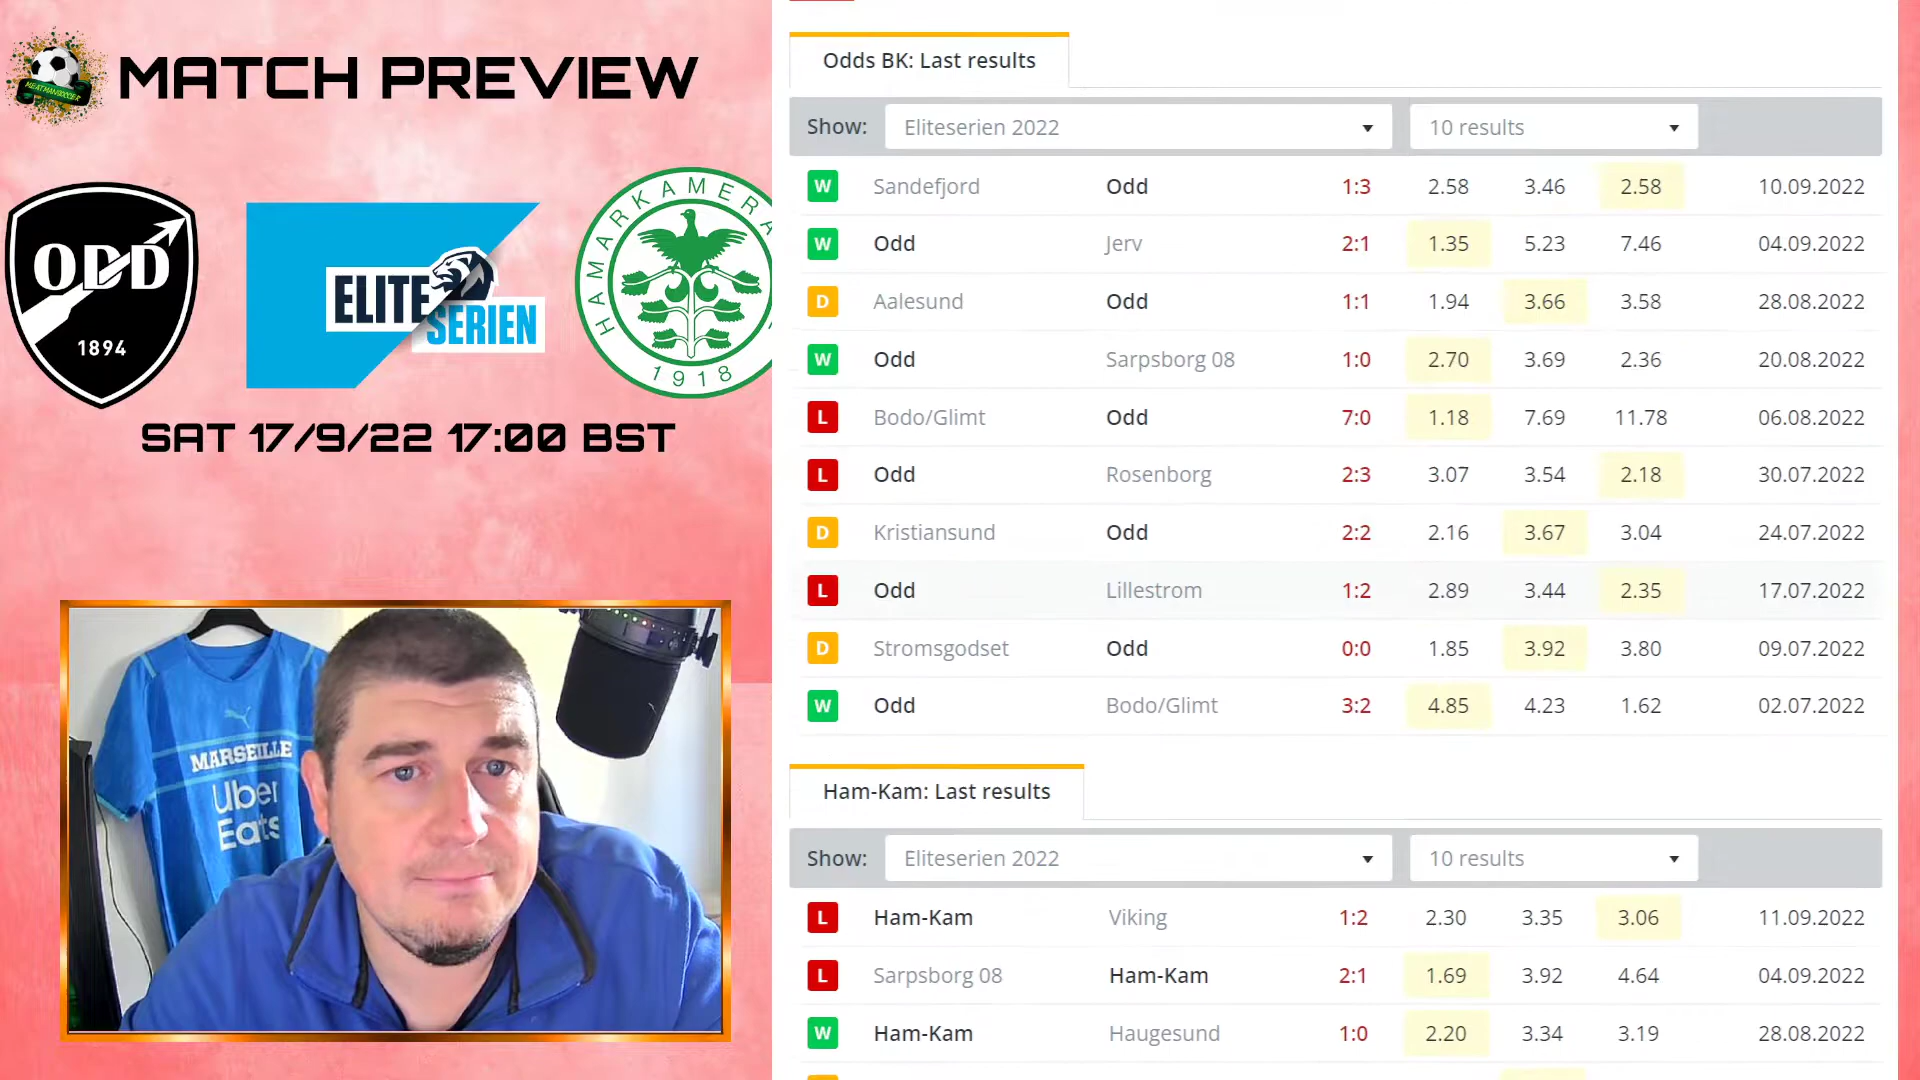 MEATMANSOCCER
MATCH PREVIEW
ODD
1894
ELITE
SERIEN
HAMARKAMERA
1918
SAT 17/9/22 17:00 BST
MARSEILLE
Uber
Eats
Odds BK: Last results
Show: Eliteserien 2022 10 results
W Sandefjord Odd 1:3 2.58 3.46 2.58 10.09.2022
W Odd Jerv 2:1 1.35 5.23 7.46 04.09.2022
D Aalesund Odd 1:1 1.94 3.66 3.58 28.08.2022
W Odd Sarpsborg 08 1:0 2.70 3.69 2.36 20.08.2022
L Bodo/Glimt Odd 7:0 1.18 7.69 11.78 06.08.2022
L Odd Rosenborg 2:3 3.07 3.54 2.18 30.07.2022
D Kristiansund Odd 2:2 2.16 3.67 3.04 24.07.2022
L Odd Lillestrom 1:2 2.89 3.44 2.35 17.07.2022
D Stromsgodset Odd 0:0 1.85 3.92 3.80 09.07.2022
W Odd Bodo/Glimt 3:2 4.85 4.23 1.62 02.07.2022
Ham-Kam: Last results
Show: Eliteserien 2022 10 results
L Ham-Kam Viking 1:2 2.30 3.35 3.06 11.09.2022
L Sarpsborg 08 Ham-Kam 2:1 1.69 3.92 4.64 04.09.2022
W Ham-Kam Haugesund 1:0 2.20 3.34 3.19 28.08.2022